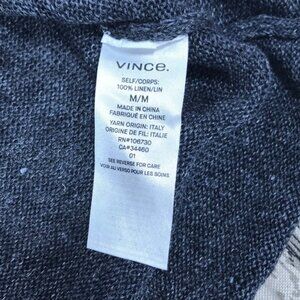 VINCE.
SELF/CORPS:
100% LINEN/LIN
M/M
MADE IN CHINA
FABRIQUÉ EN CHINE
YARN ORIGIN: ITALY
ORIGINE DE FIL: ITALIE
RN#106730
CA#34460
01
SEE REVERSE FOR CARE
VOIR AU VERSO POUR LES SOINS